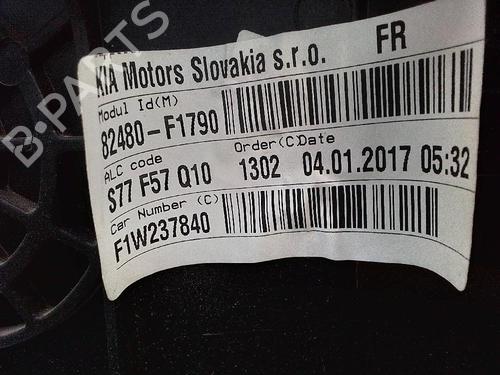 KIA Motors Slovakia s.r.o. FR
Modul Id(M)
82480-F1790
ALC code Order(C)Date
S77 F57 Q10 1302 04.01.2017 05:32
Car Number (C)
F1W237840
B-PARTS